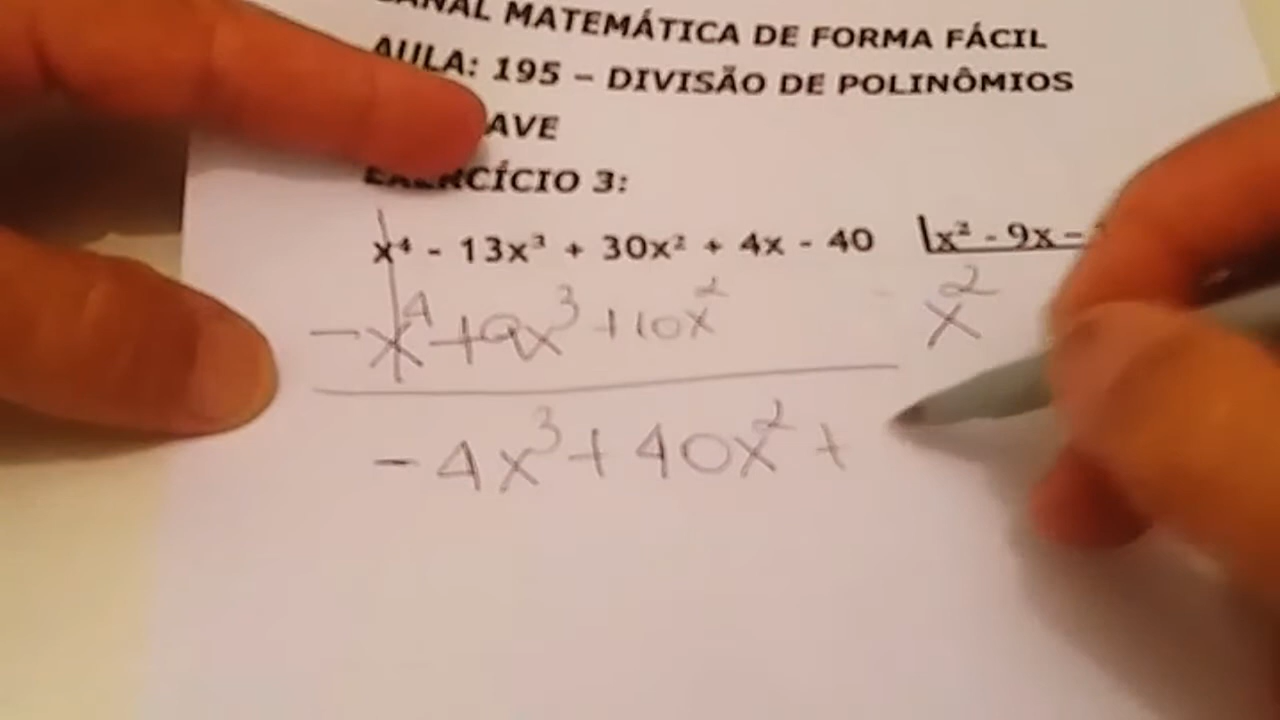 CANAL MATEMÁTICA DE FORMA FÁCIL
AULA: 195 – DIVISÃO DE POLINÔMIOS
AVE
EXERCÍCIO 3:
x⁴ - 13x³ + 30x² + 4x - 40 |x² - 9x –
-x⁴+9x³+10x² x²
-4x³+40x²+